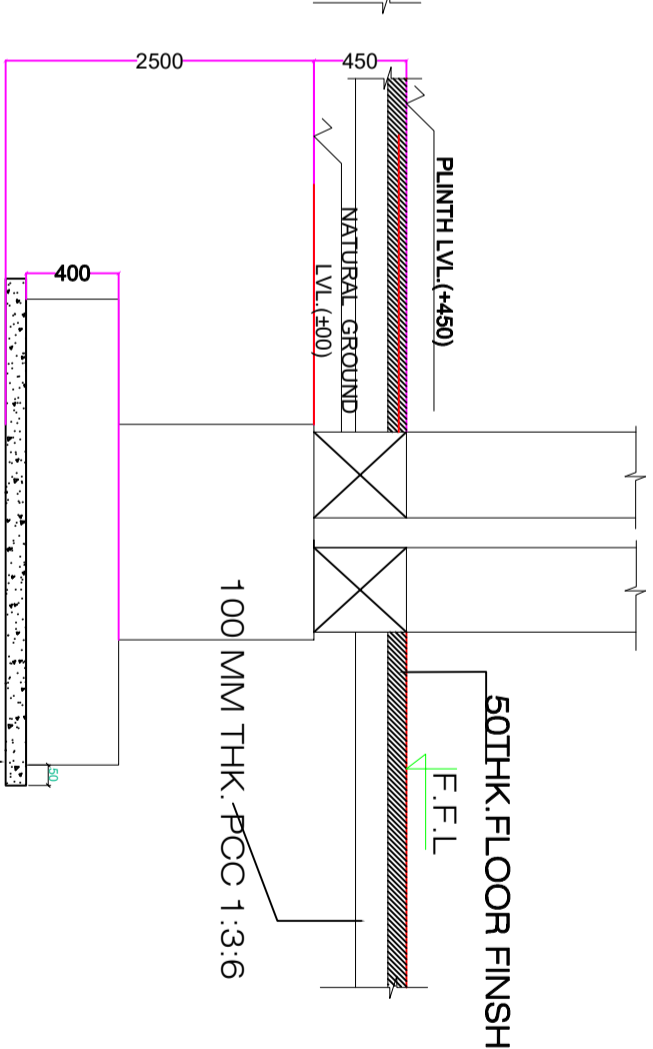 2500
450
PLINTH LVL.(+450)
NATURAL GROUND
LVL.(±00)
400
100 MM THK. PCC 1:3:6
50THK.FLOOR FINSH
F.F.L
50